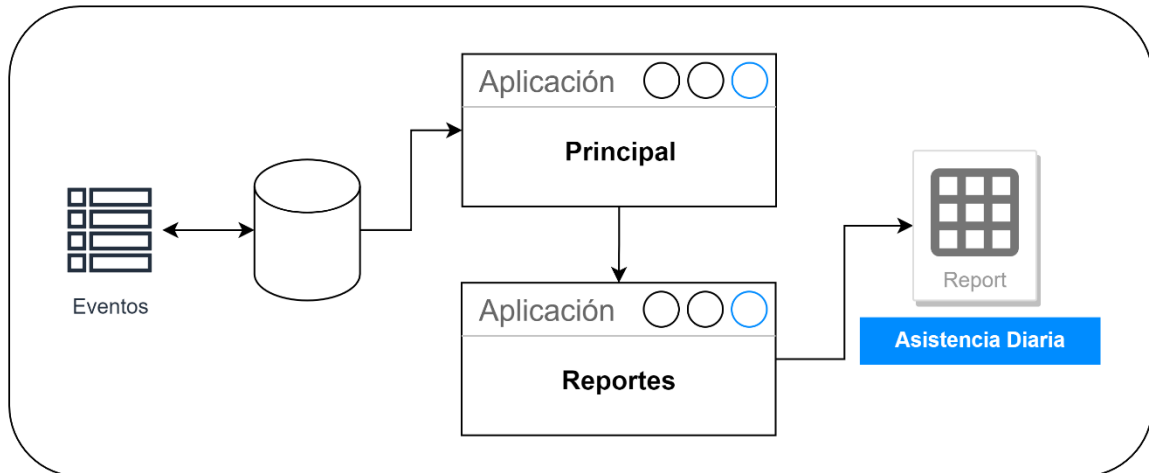 Aplicación
Principal
Eventos
Aplicación
Reportes
Report
Asistencia Diaria